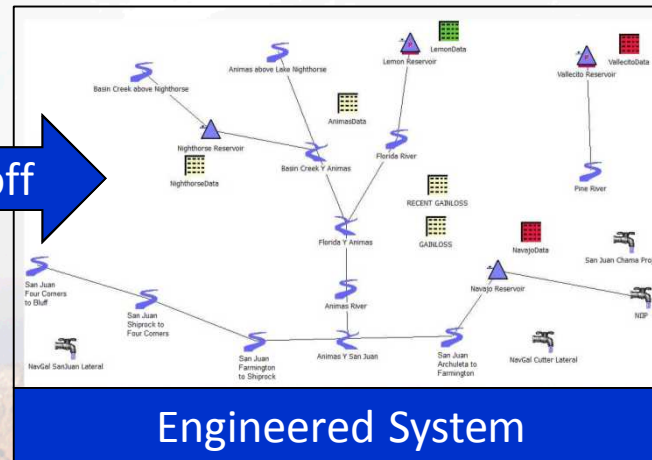 off
Basin Creek above Nighthorse
Animas above Lake Nighthorse
LemonData
Lemon Reservoir
VallecitoData
Vallecito Reservoir
AnimasData
Nighthorse Reservoir
NighthorseData
Basin Creek Y Animas
Florida River
Pine River
RECENT GAINLOSS
GAINLOSS
Florida Y Animas
NavajoData
San Juan Chama Proj
Navajo Reservoir
San Juan
Four Corners
to Bluff
San Juan
Shiprock to
Four Corners
Animas River
NIIP
NavGal SanJuan Lateral
San Juan
Farmington
to Shiprock
Animas Y San Juan
San Juan
Archuleta to
Farmington
NavGal Cutter Lateral
Engineered System